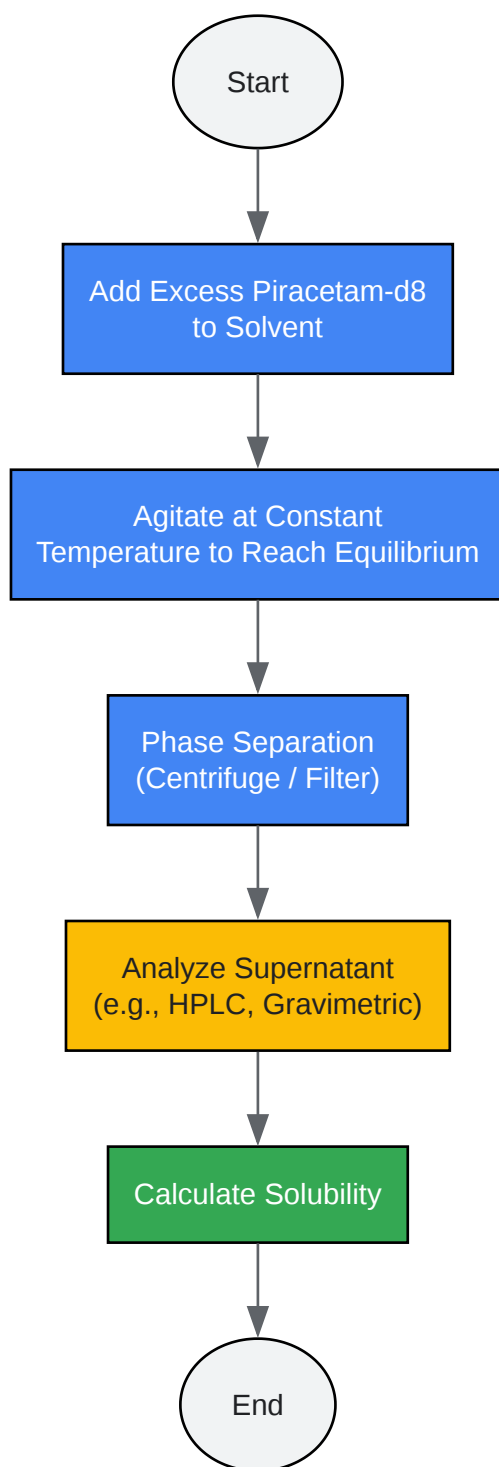 Start
Add Excess Piracetam-d8
to Solvent
Agitate at Constant
Temperature to Reach Equilibrium
Phase Separation
(Centrifuge / Filter)
Analyze Supernatant
(e.g., HPLC, Gravimetric)
Calculate Solubility
End